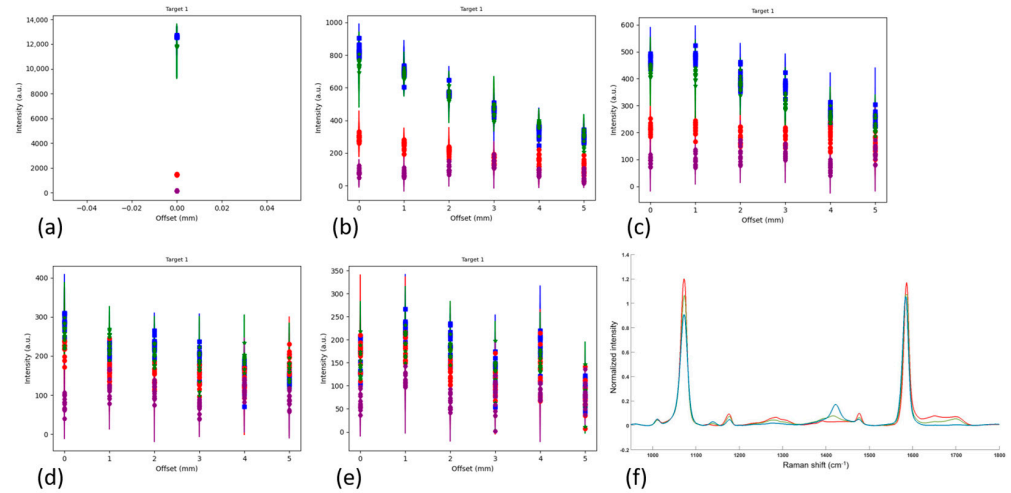 Target 1
14,000
12,000
10,000
8000
6000
4000
2000
0
Intensity (a.u.)
−0.04 −0.02 0.00 0.02 0.04
Offset (mm)
(a)
Target 1
1000
800
600
400
200
0
Intensity (a.u.)
0 1 2 3 4 5
Offset (mm)
(b)
Target 1
600
500
400
300
200
100
0
Intensity (a.u.)
0 1 2 3 4 5
Offset (mm)
(c)
Target 1
400
300
200
100
0
Intensity (a.u.)
0 1 2 3 4 5
Offset (mm)
(d)
Target 1
350
300
250
200
150
100
50
0
Intensity (a.u.)
0 1 2 3 4 5
Offset (mm)
(e)
1.4
1.2
1
0.8
0.6
0.4
0.2
0
-0.2
Normalized intensity
1000 1100 1200 1300 1400 1500 1600 1700 1800
Raman shift (cm⁻¹)
(f)